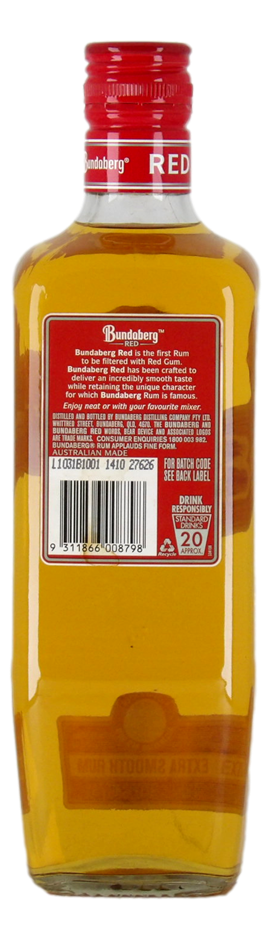 Bundaberg® RED
Bundaberg™
RED
Bundaberg Red is the first Rum
to be filtered with Red Gum.
Bundaberg Red has been crafted to
deliver an incredibly smooth taste
while retaining the unique character
for which Bundaberg Rum is famous.
Enjoy neat or with your favourite mixer.
DISTILLED AND BOTTLED BY BUNDABERG DISTILLING COMPANY PTY LTD.
WHITTRED STREET, BUNDABERG, QLD, 4670. THE BUNDABERG AND
BUNDABERG RED WORDS, BEAR DEVICE AND ASSOCIATED LOGOS
ARE TRADE MARKS. CONSUMER ENQUIRIES 1800 003 982.
BUNDABERG® RUM APPLAUDS FINE FORM.
AUSTRALIAN MADE
L1031B1001 1410 27626
FOR BATCH CODE
SEE BACK LABEL
DRINK
RESPONSIBLY
STANDARD
DRINKS
20
APPROX.
Recycle
9 311866 008798
EXTRA SMOOTH RUM